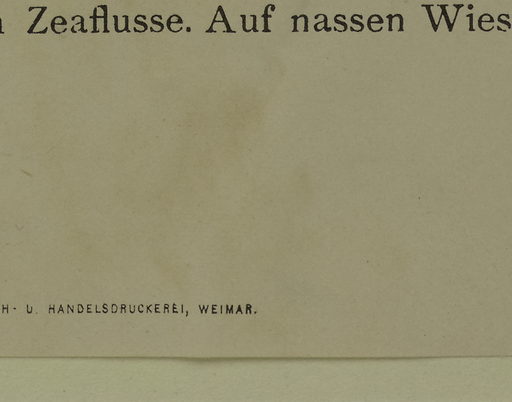 Zeaflusse. Auf nassen Wies
H- U. HANDELSDRUCKEREI, WEIMAR.